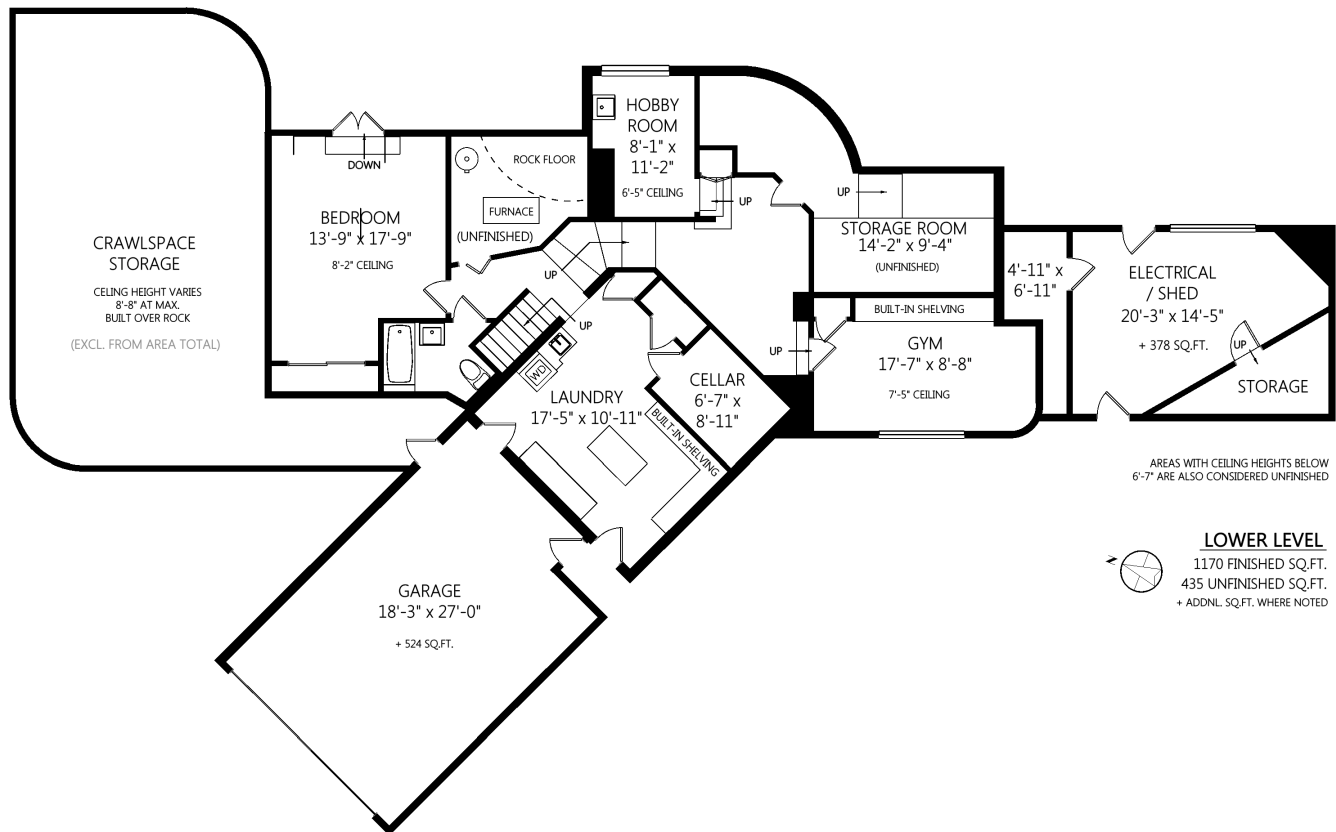 CRAWLSPACE
STORAGE
CELING HEIGHT VARIES
8'-8" AT MAX.
BUILT OVER ROCK
(EXCL. FROM AREA TOTAL)
DOWN
BEDROOM
13'-9" x 17'-9"
8'-2" CEILING
ROCK FLOOR
FURNACE
(UNFINISHED)
UP
UP
HOBBY
ROOM
8'-1" x
11'-2"
6'-5" CEILING
UP
UP
STORAGE ROOM
14'-2" x 9'-4"
(UNFINISHED)
BUILT-IN SHELVING
UP
GYM
17'-7" x 8'-8"
7'-5" CEILING
4'-11" x
6'-11"
ELECTRICAL
/ SHED
20'-3" x 14'-5"
+ 378 SQ.FT.
UP
STORAGE
WD
LAUNDRY
17'-5" x 10'-11"
CELLAR
6'-7" x
8'-11"
BUILT-IN SHELVING
GARAGE
18'-3" x 27'-0"
+ 524 SQ.FT.
AREAS WITH CEILING HEIGHTS BELOW
6'-7" ARE ALSO CONSIDERED UNFINISHED
N
LOWER LEVEL
1170 FINISHED SQ.FT.
435 UNFINISHED SQ.FT.
+ ADDNL. SQ.FT. WHERE NOTED